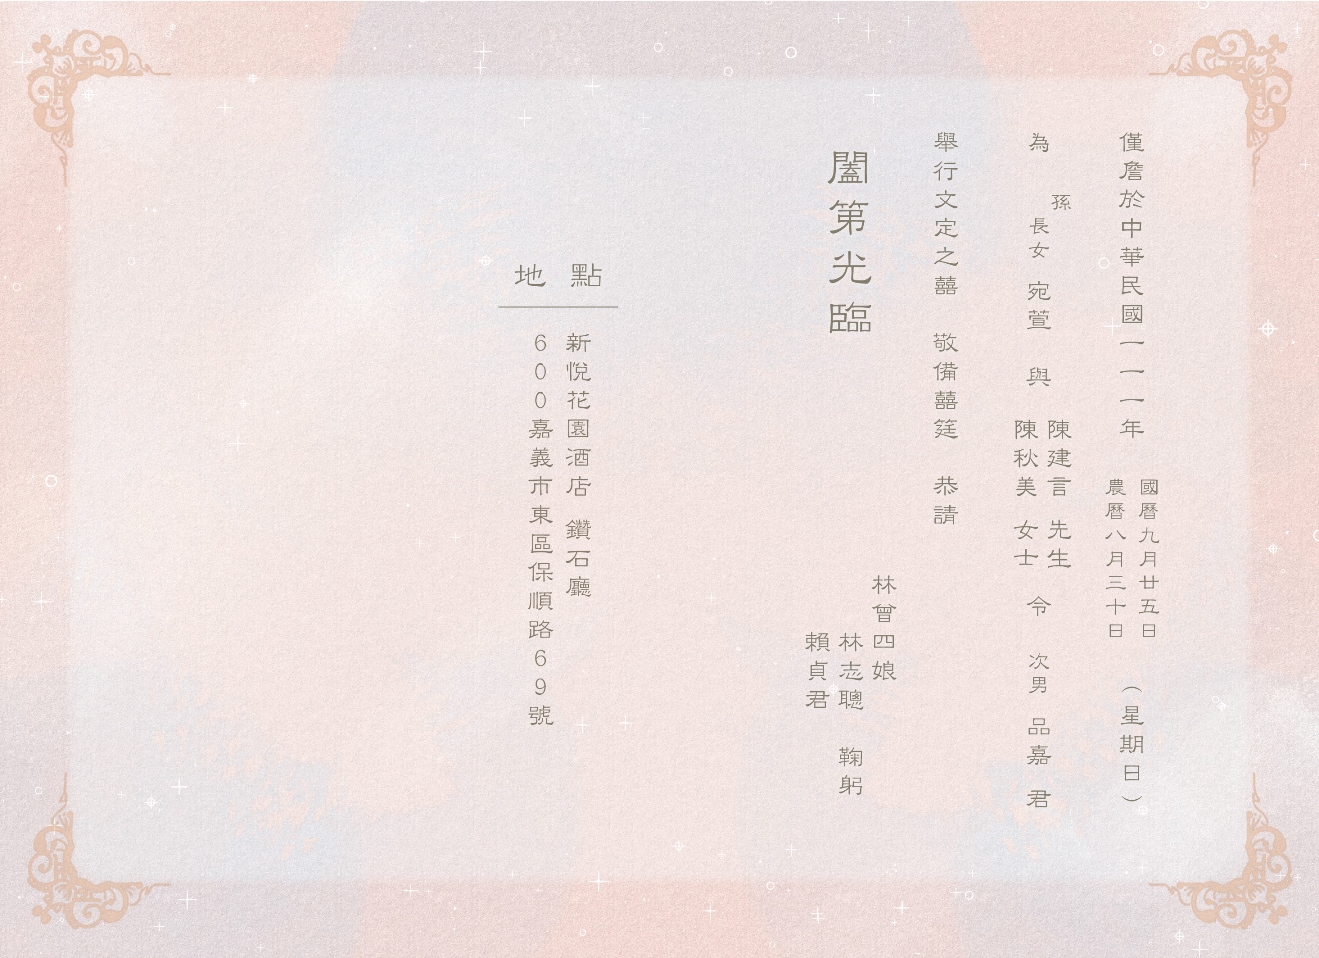 僅詹於中華民國一一一年
國曆九月廿五日
農曆八月三十日
（星期日）
為
孫
長女 宛萱 與
陳建言 先生
陳秋美 女士
令
次男
品嘉 君
舉行文定之囍 敬備囍筵 恭請
闔第光臨
林曾四娘
林志聰
賴貞君
鞠躬
地點
新悅花園酒店 鑽石廳
600嘉義市東區保順路69號